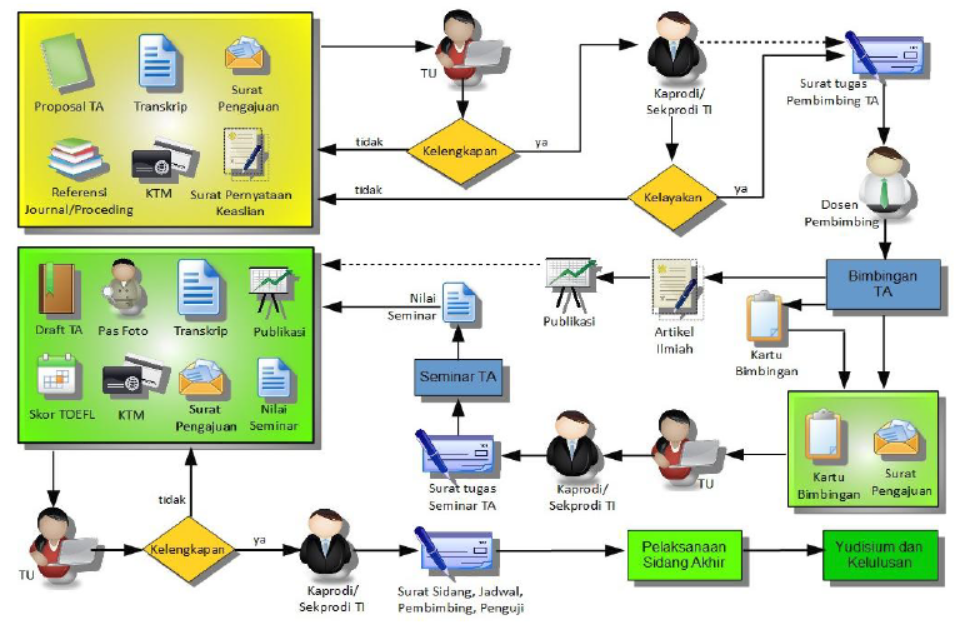 Proposal TA
Transkrip
Surat
Pengajuan
Referensi
Journal/Proceding
KTM
Surat Pernyataan
Keaslian
TU
Kelengkapan
tidak
ya
Kaprodi/
Sekprodi TI
Kelayakan
tidak
ya
Surat tugas
Pembimbing TA
Dosen
Pembimbing
Bimbingan
TA
Kartu
Bimbingan
Artikel
Ilmiah
Publikasi
Draft TA
Pas Foto
Transkrip
Publikasi
Skor TOEFL
KTM
Surat
Pengajuan
Nilai
Seminar
Nilai
Seminar
Seminar TA
Surat tugas
Seminar TA
Kaprodi/
Sekprodi TI
TU
Kartu
Bimbingan
Surat
Pengajuan
TU
Kelengkapan
tidak
ya
Kaprodi/
Sekprodi TI
Surat Sidang, Jadwal,
Pembimbing, Penguji
Pelaksanaan
Sidang Akhir
Yudisium dan
Kelulusan